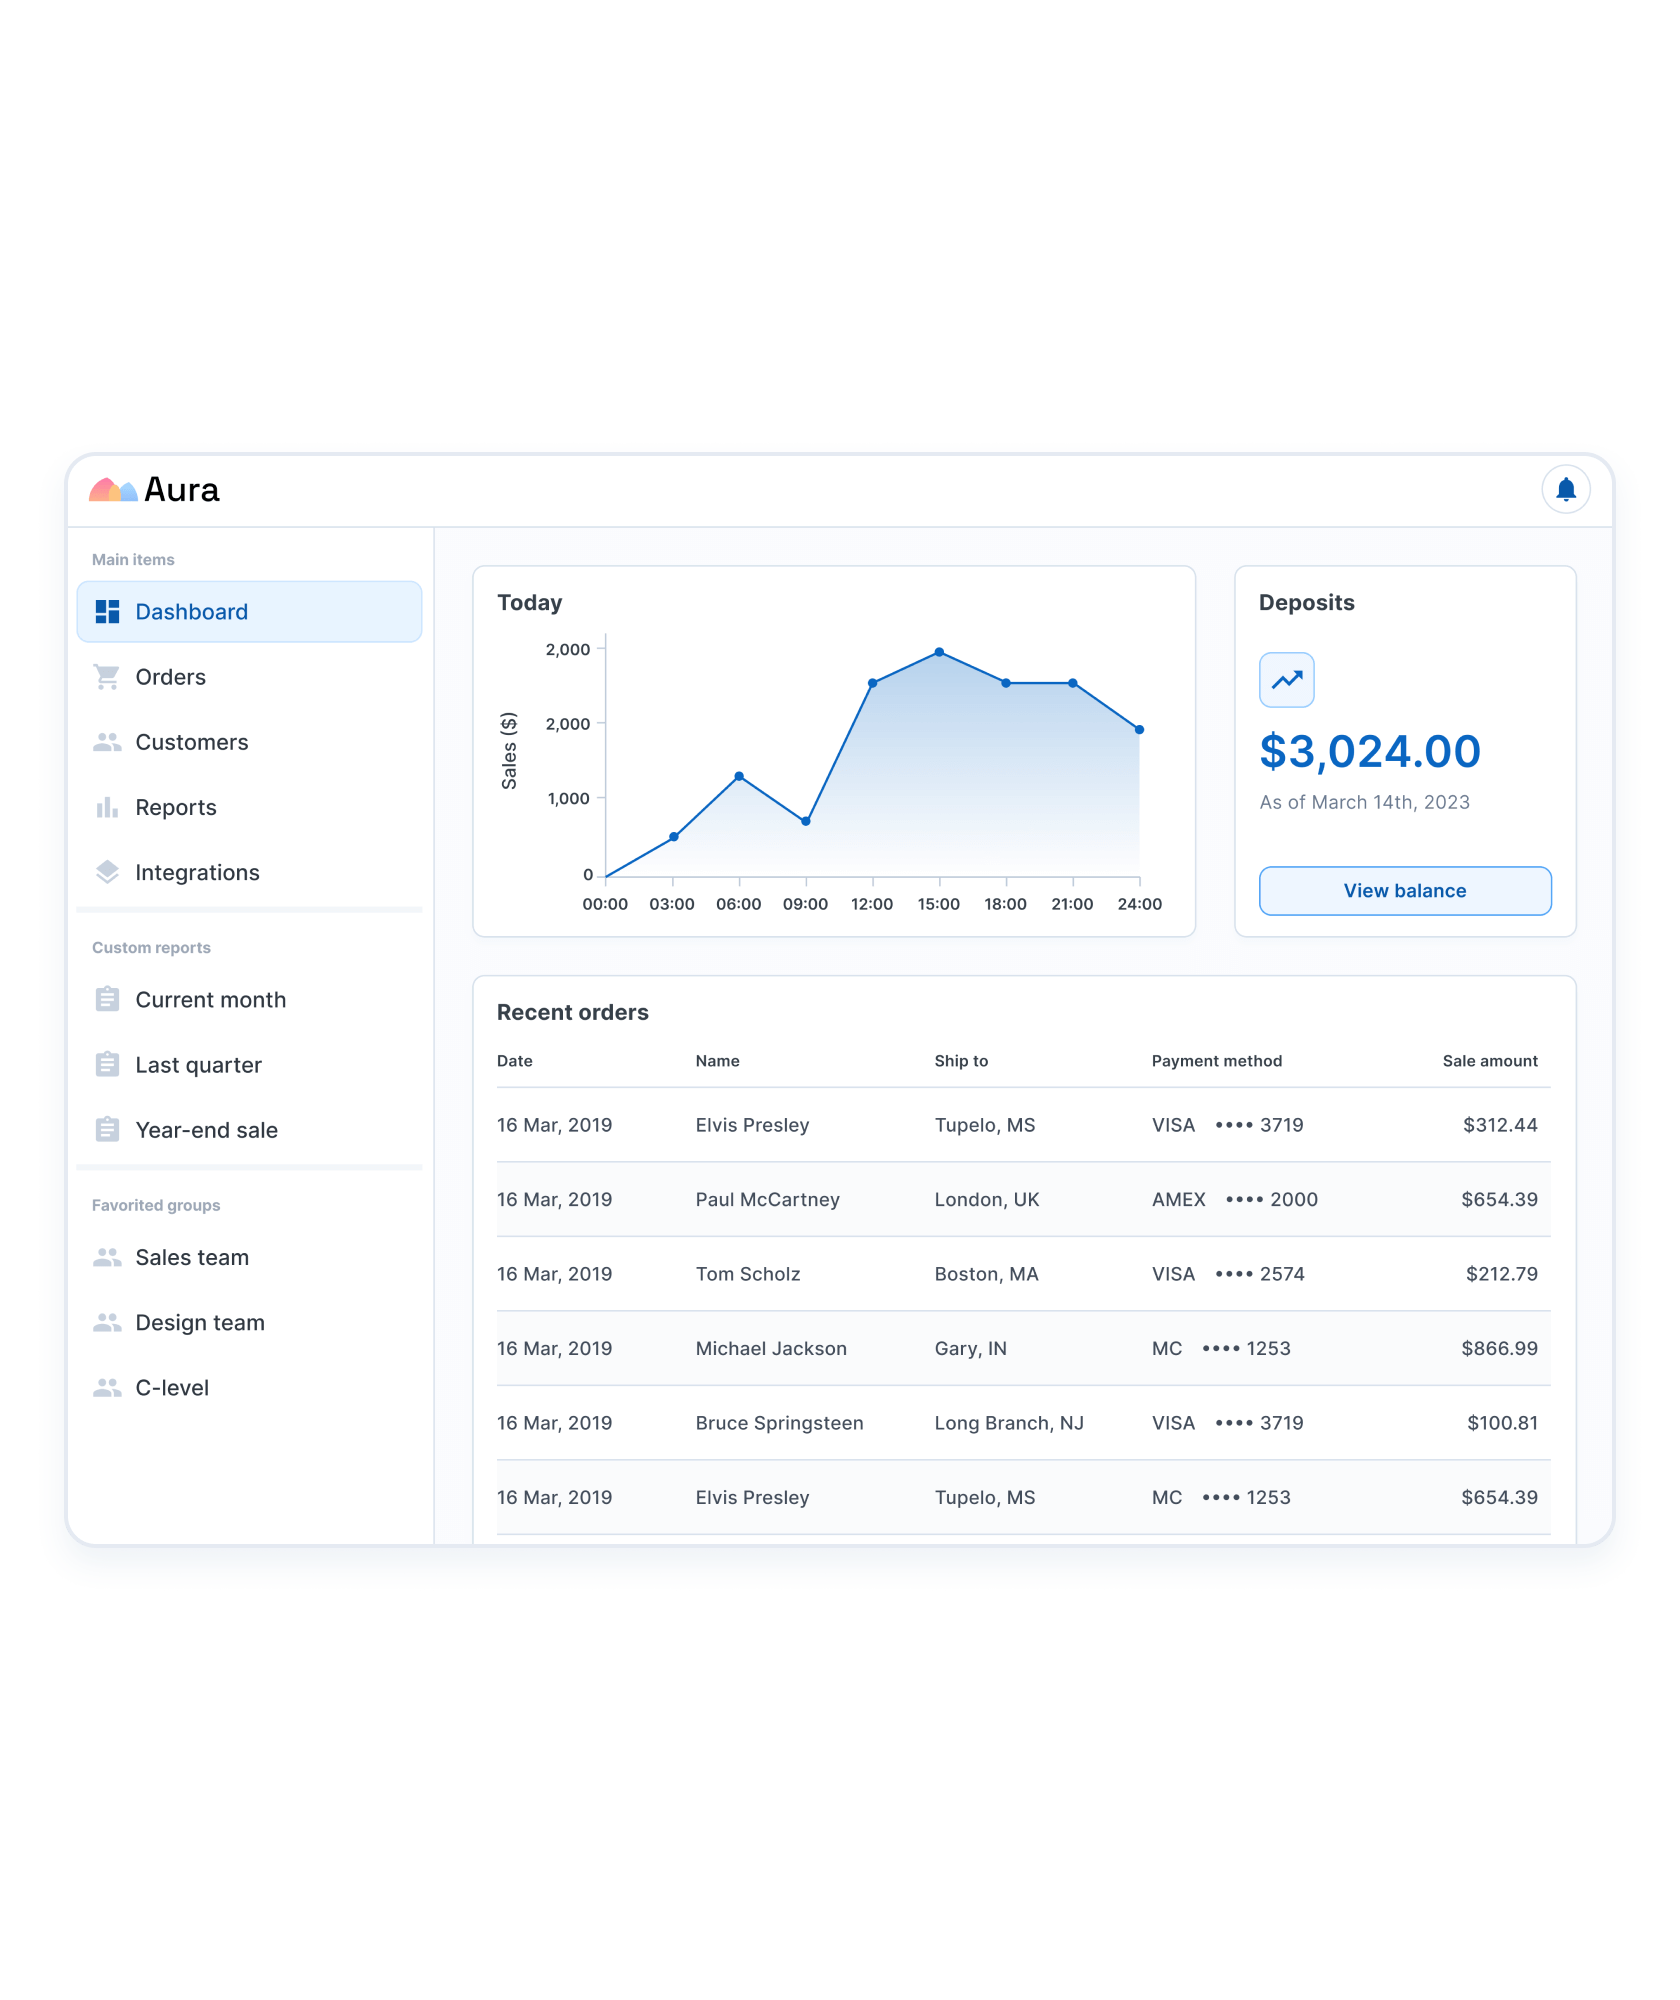 Aura
Main items
Dashboard
Orders
Customers
Reports
Integrations
Custom reports
Current month
Last quarter
Year-end sale
Favorited groups
Sales team
Design team
C-level
Today
Sales ($)
2,000
2,000
1,000
0
00:00 03:00 06:00 09:00 12:00 15:00 18:00 21:00 24:00
Deposits
$3,024.00
As of March 14th, 2023
View balance
Recent orders
Date Name Ship to Payment method Sale amount
16 Mar, 2019 Elvis Presley Tupelo, MS VISA •••• 3719 $312.44
16 Mar, 2019 Paul McCartney London, UK AMEX •••• 2000 $654.39
16 Mar, 2019 Tom Scholz Boston, MA VISA •••• 2574 $212.79
16 Mar, 2019 Michael Jackson Gary, IN MC •••• 1253 $866.99
16 Mar, 2019 Bruce Springsteen Long Branch, NJ VISA •••• 3719 $100.81
16 Mar, 2019 Elvis Presley Tupelo, MS MC •••• 1253 $654.39